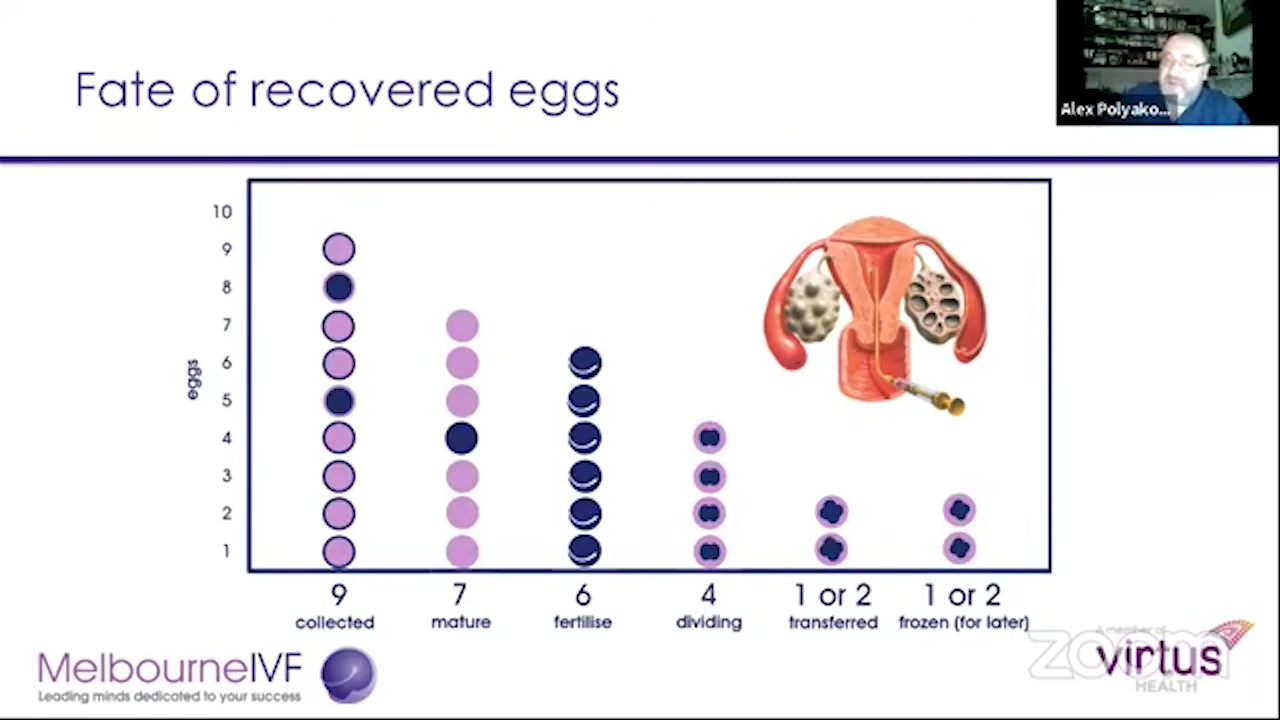 Fate of recovered eggs
Alex Polyako...
10
9
8
7
6
5
4
3
2
1
eggs
9 7 6 4 1 or 2 1 or 2
collected mature fertilise dividing transferred frozen (for later)
MelbourneIVF
Leading minds dedicated to your success
A member of
zoom
virtus
HEALTH